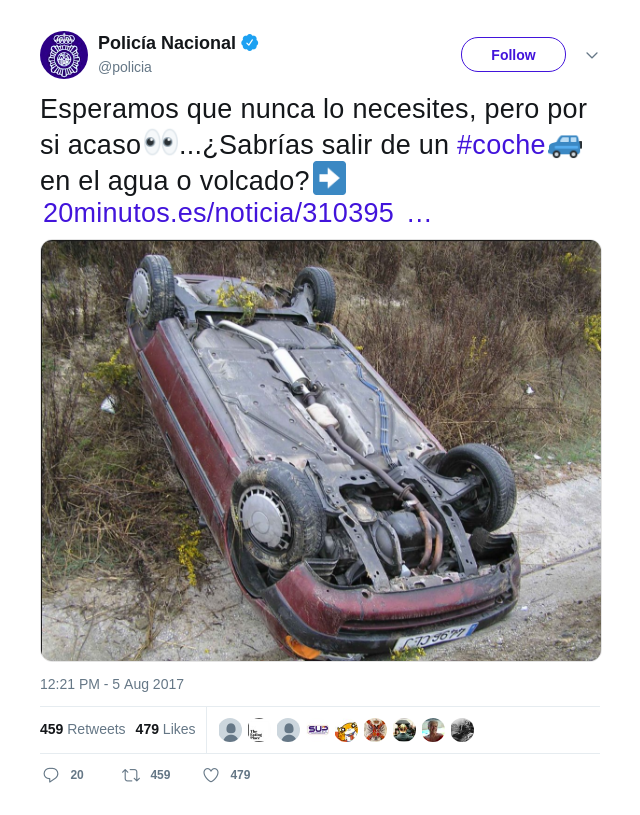 Policía Nacional
@policia
Follow
Esperamos que nunca lo necesites, pero por
si acaso👀...¿Sabrías salir de un #coche🚙
en el agua o volcado?➡
20minutos.es/noticia/310395 …
12:21 PM - 5 Aug 2017
459 Retweets 479 Likes
SUP
20 459 479